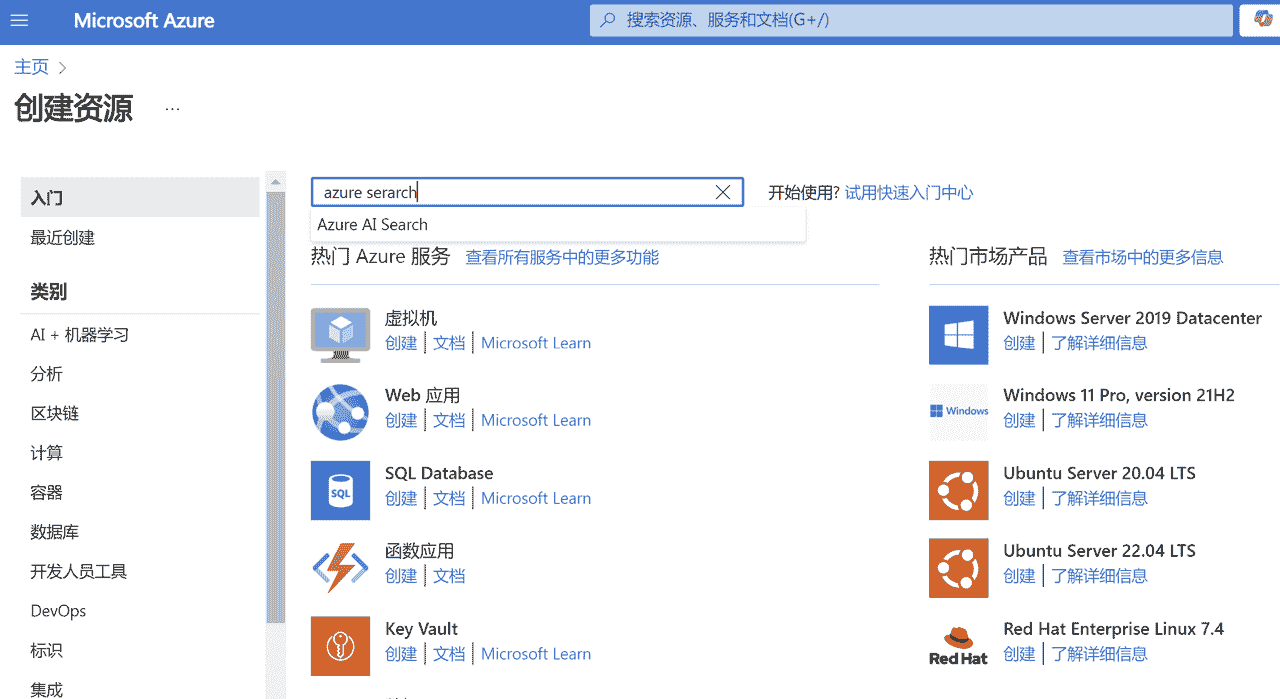 Microsoft Azure
搜索资源、服务和文档(G+/)
主页
创建资源
...
入门
最近创建
类别
AI + 机器学习
分析
区块链
计算
容器
数据库
开发人员工具
DevOps
标识
集成
azure serarch
Azure AI Search
开始使用? 试用快速入门中心
热门 Azure 服务 查看所有服务中的更多功能
虚拟机
创建 | 文档 | Microsoft Learn
Web 应用
创建 | 文档 | Microsoft Learn
SQL
SQL Database
创建 | 文档 | Microsoft Learn
函数应用
创建 | 文档
Key Vault
创建 | 文档 | Microsoft Learn
热门市场产品 查看市场中的更多信息
Windows Server 2019 Datacenter
创建 | 了解详细信息
Windows
Windows 11 Pro, version 21H2
创建 | 了解详细信息
Ubuntu Server 20.04 LTS
创建 | 了解详细信息
Ubuntu Server 22.04 LTS
创建 | 了解详细信息
Red Hat
Red Hat Enterprise Linux 7.4
创建 | 了解详细信息